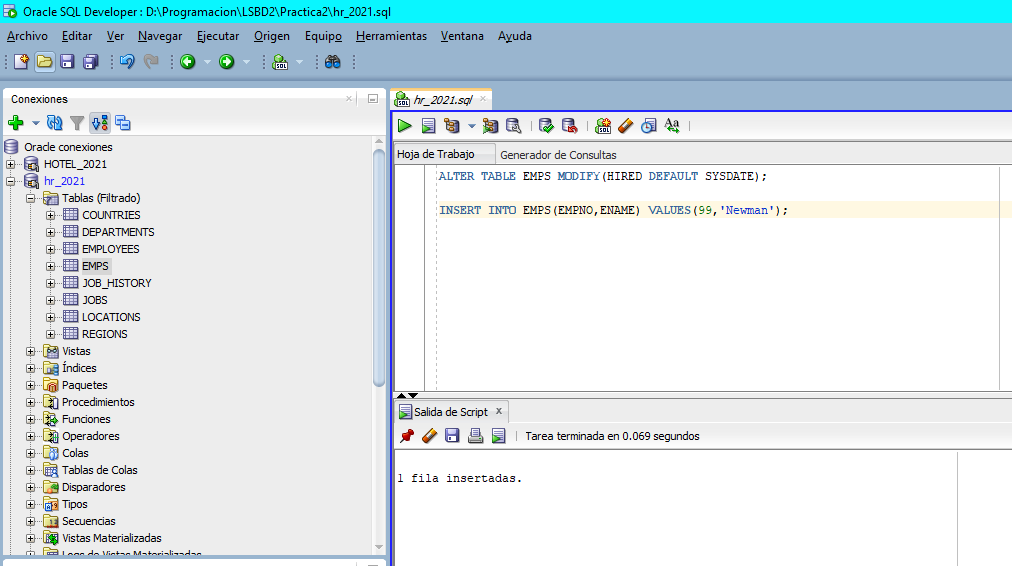 Oracle SQL Developer : D:\Programacion\LSBD2\Practica2\hr_2021.sql
Archivo Editar Ver Navegar Ejecutar Origen Equipo Herramientas Ventana Ayuda
Conexiones
Oracle conexiones
HOTEL_2021
hr_2021
Tablas (Filtrado)
COUNTRIES
DEPARTMENTS
EMPLOYEES
EMPS
JOB_HISTORY
JOBS
LOCATIONS
REGIONS
Vistas
Índices
Paquetes
Procedimientos
Funciones
Operadores
Colas
Tablas de Colas
Disparadores
Tipos
Secuencias
Vistas Materializadas
Logs de Vistas Materializadas
hr_2021.sql
Hoja de Trabajo Generador de Consultas
ALTER TABLE EMPS MODIFY(HIRED DEFAULT SYSDATE);
INSERT INTO EMPS(EMPNO,ENAME) VALUES(99,'Newman');
Salida de Script
Tarea terminada en 0.069 segundos
1 fila insertadas.